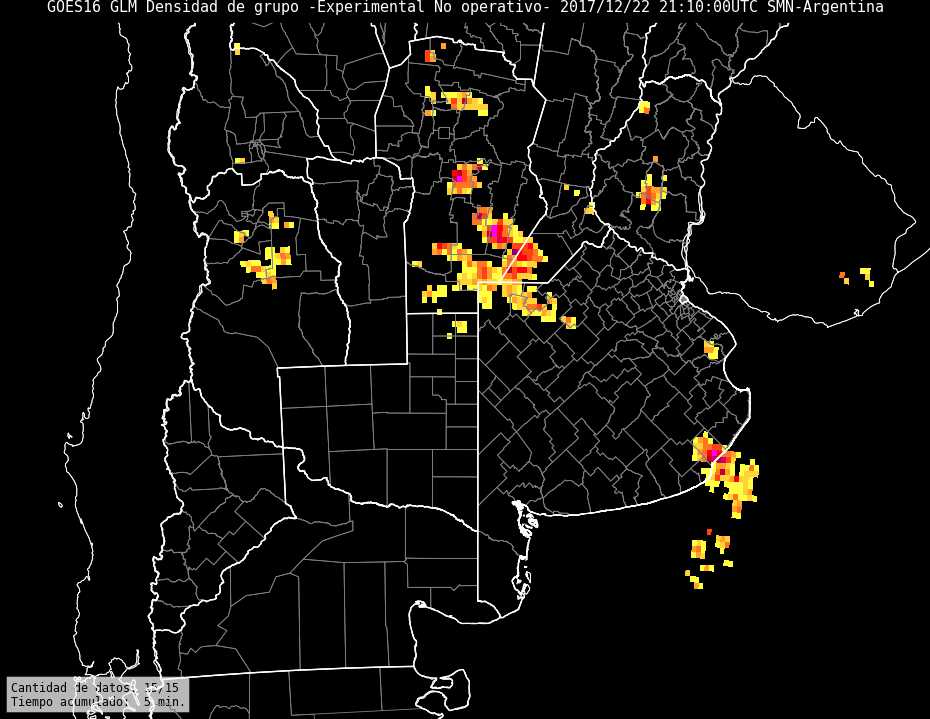 GOES16 GLM Densidad de grupo -Experimental No operativo- 2017/12/22 21:10:00UTC SMN-Argentina
Cantidad de datos: 15/15
Tiempo acumulado:  5 min.